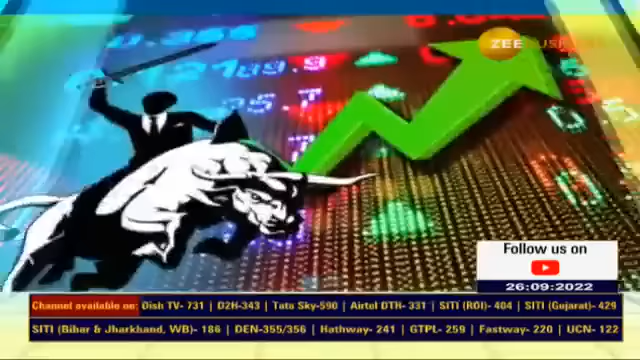 ZEE BUSINESS
Follow us on
26:09:2022
Channel available on: Dish TV- 731 | D2H-343 | Tata Sky-590 | Airtel DTH- 331 | SITI (ROI)- 404 | SITI (Gujarat)- 429
SITI (Bihar & Jharkhand, WB)- 186 | DEN-355/356 | Hathway- 241 | GTPL- 259 | Fastway- 220 | UCN- 122